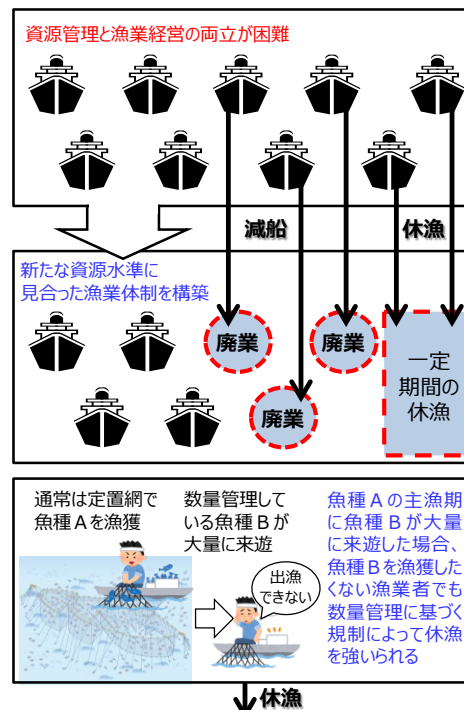 資源管理と漁業経営の両立が困難
減船
休漁
新たな資源水準に
見合った漁業体制を構築
廃業
廃業
廃業
一定
期間の
休漁
通常は定置網で
魚種Aを漁獲
数量管理して
いる魚種Bが
大量に来遊
出漁
できない
魚種Aの主漁期
に魚種Bが大量
に来遊した場合、
魚種Bを漁獲した
くない漁業者でも
数量管理に基づく
規制によって休漁
を強いられる
休漁